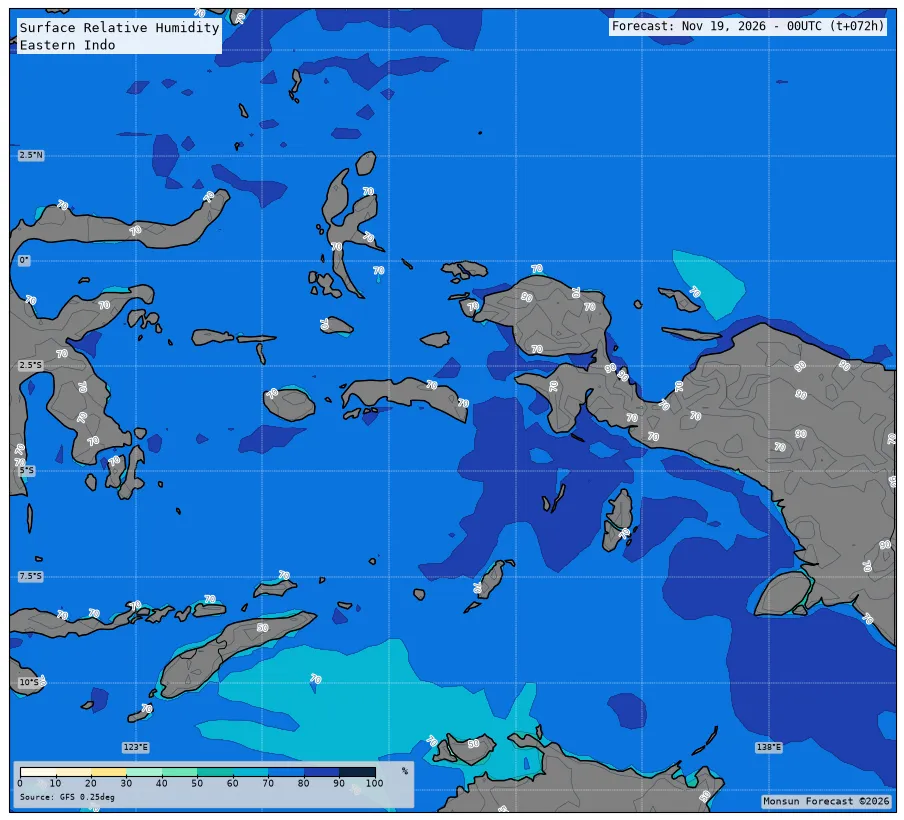 Surface Relative Humidity
Eastern Indo
Forecast: Nov 19, 2026 - 00UTC (t+072h)
2.5°N
0°
2.5°S
5°S
7.5°S
10°S
123°E
138°E
0 10 20 30 40 50 60 70 80 90 100 %
Source: GFS 0.25deg
Monsun Forecast ©2026